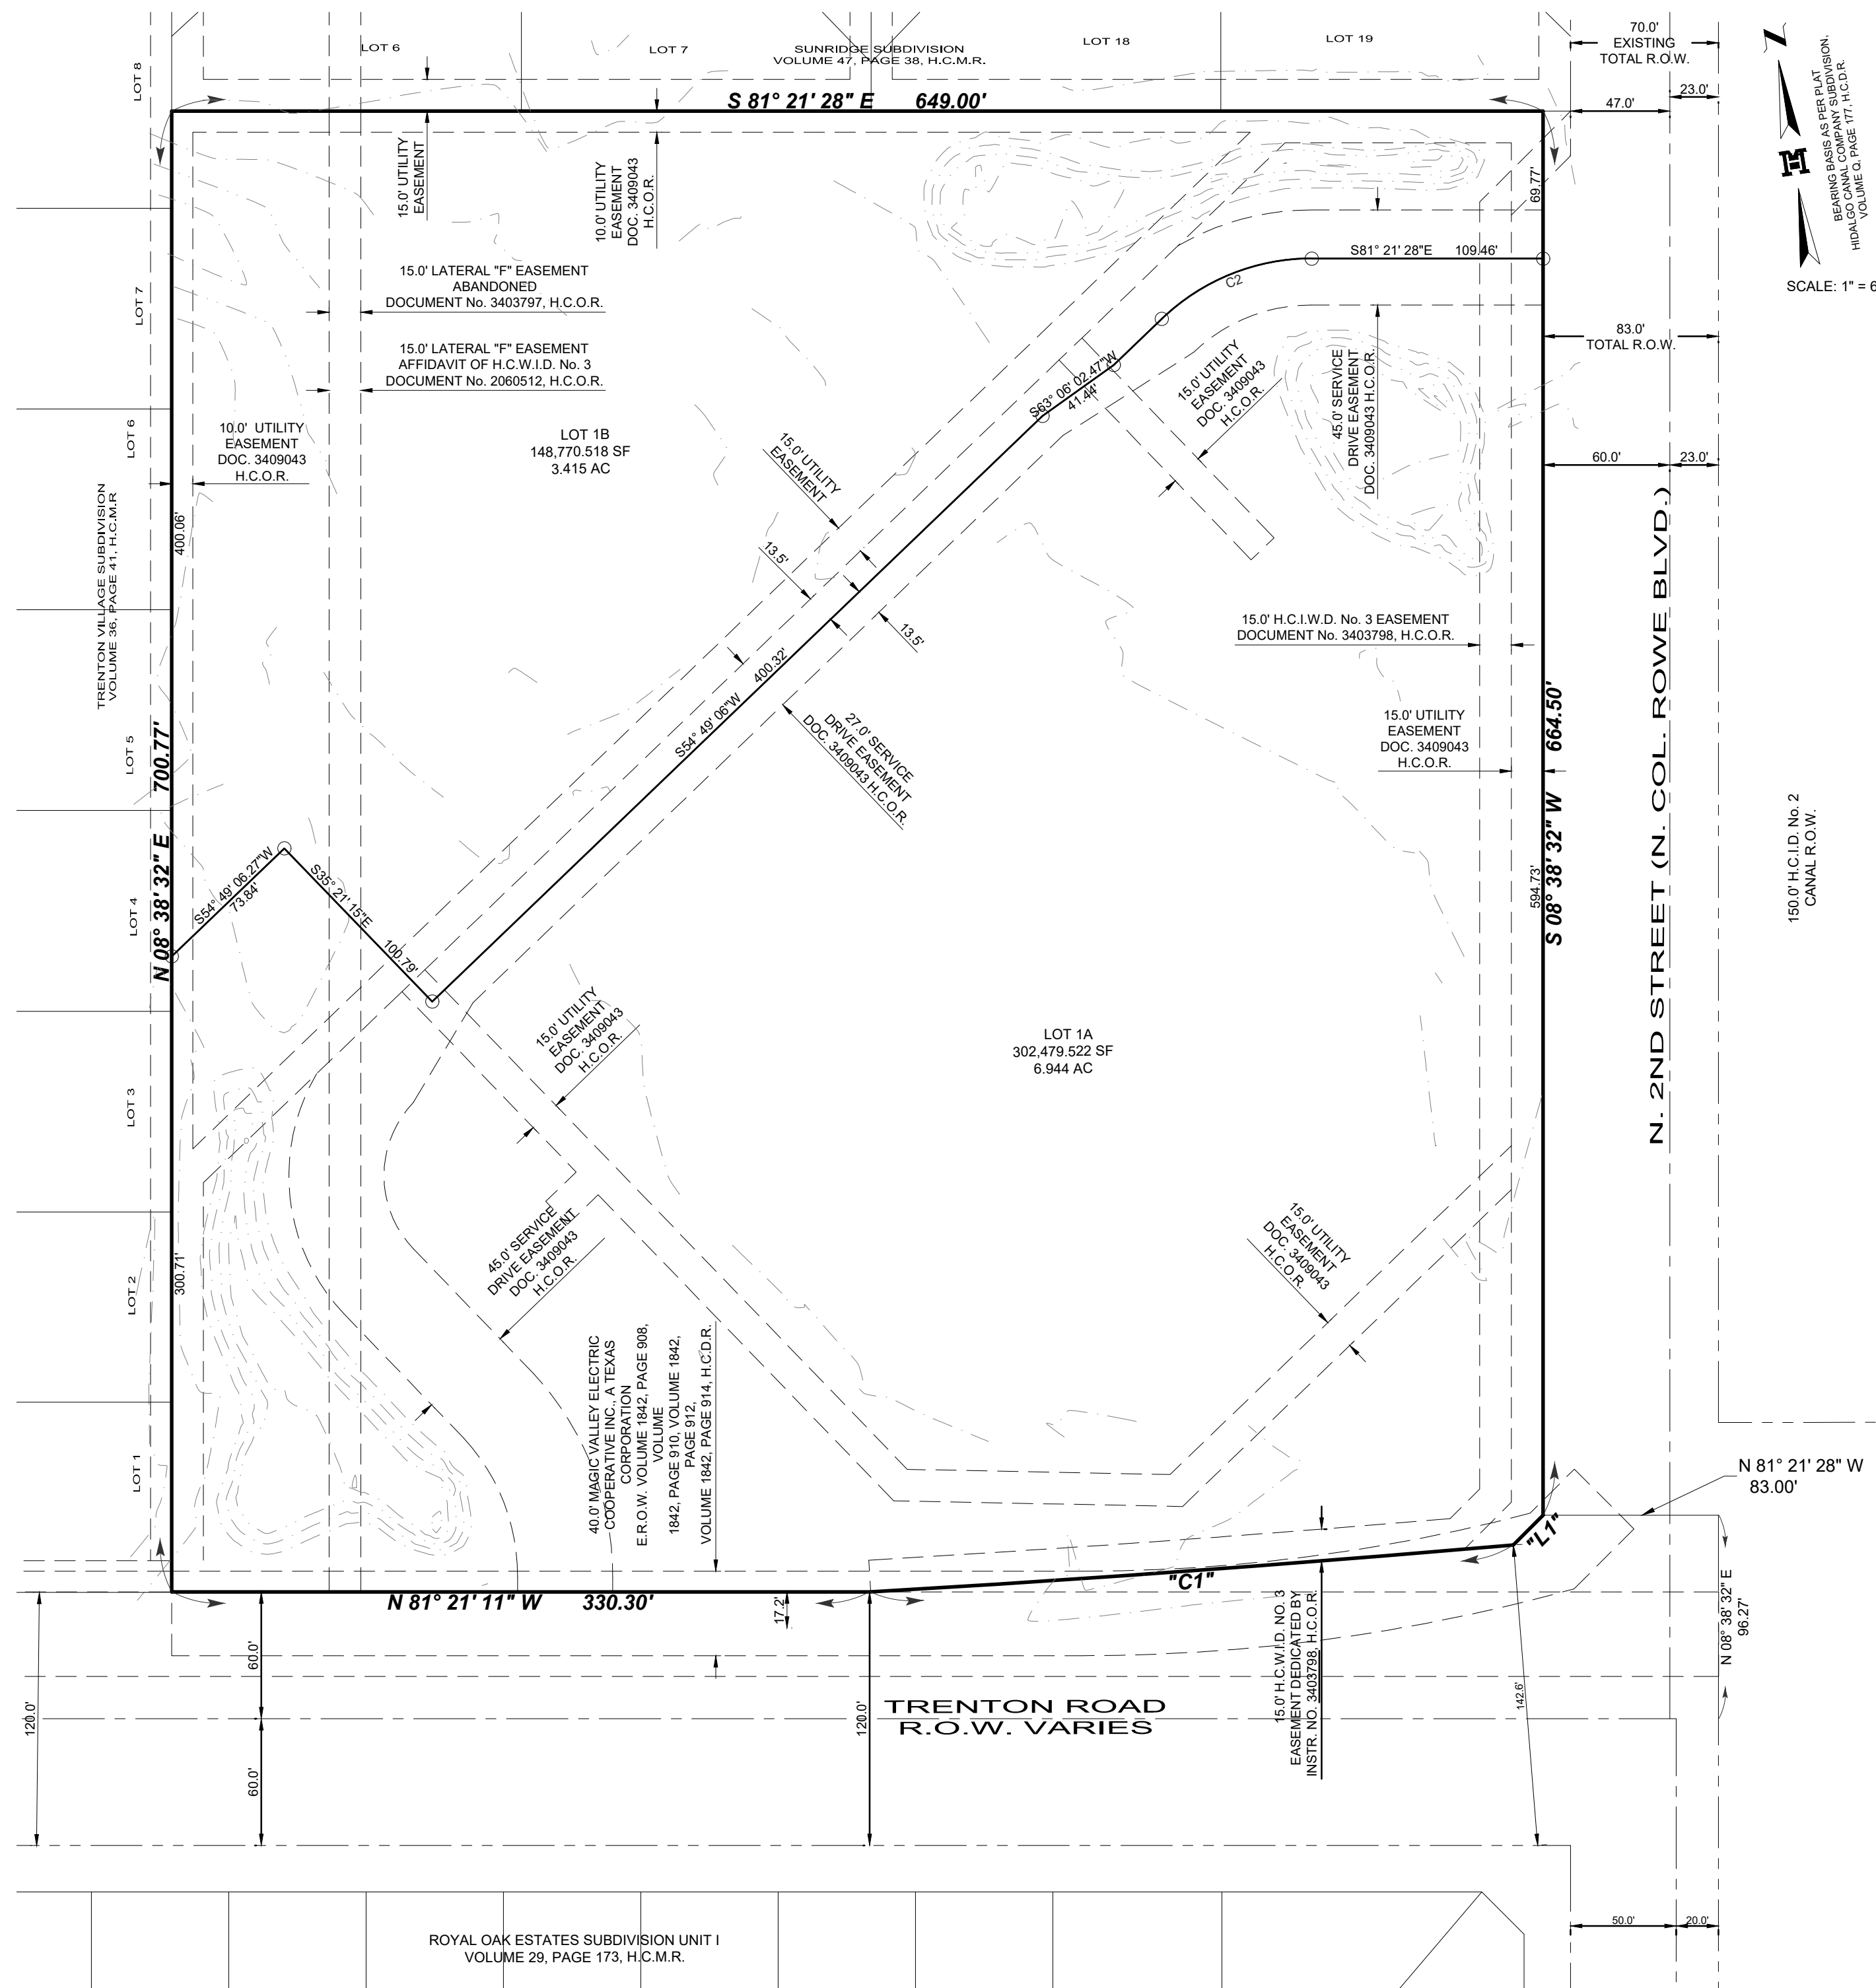 LOT 6
LOT 7
SUNRIDGE SUBDIVISION
VOLUME 47, PAGE 38, H.C.M.R.
LOT 18
LOT 19
70.0'
EXISTING
TOTAL R.O.W.
23.0'
47.0'
BEARING BASIS AS PER PLAT
HIDALGO CANAL COMPANY SUBDIVISION,
VOLUME Q, PAGE 177, H.C.D.R.
SCALE: 1" = 6
LOT 8
S 81° 21' 28" E 649.00'
15.0' UTILITY
EASEMENT
10.0' UTILITY
EASEMENT
DOC. 3409043
H.C.O.R.
69.77'
S81° 21' 28"E 109.46'
C2
15.0' LATERAL "F" EASEMENT
ABANDONED
DOCUMENT No. 3403797, H.C.O.R.
15.0' LATERAL "F" EASEMENT
AFFIDAVIT OF H.C.W.I.D. No. 3
DOCUMENT No. 2060512, H.C.O.R.
LOT 7
83.0'
TOTAL R.O.W.
S63° 06' 02.47"W
41.44'
15.0' UTILITY
EASEMENT
DOC. 3409043
H.C.O.R.
45.0' SERVICE
DRIVE EASEMENT
DOC. 3409043 H.C.O.R.
LOT 6
10.0' UTILITY
EASEMENT
DOC. 3409043
H.C.O.R.
LOT 1B
148,770.518 SF
3.415 AC
15.0' UTILITY
EASEMENT
60.0'
23.0'
TRENTON VILLAGE SUBDIVISION
VOLUME 36, PAGE 41, H.C.M.R
400.06'
13.5'
13.5'
15.0' H.C.I.W.D. No. 3 EASEMENT
DOCUMENT No. 3403798, H.C.O.R.
S54° 49' 06"W 400.32'
27.0' SERVICE
DRIVE EASEMENT
DOC. 3409043 H.C.O.R.
15.0' UTILITY
EASEMENT
DOC. 3409043
H.C.O.R.
LOT 5
N 08° 38' 32" E 700.77'
S 08° 38' 32" W 664.50'
594.73'
N. 2ND STREET (N. COL. ROWE BLVD.)
150.0' H.C.I.D. No. 2
CANAL R.O.W.
S54° 49' 06.27"W
73.84'
S35° 21' 15"E
100.79'
LOT 4
15.0' UTILITY
EASEMENT
DOC. 3409043
H.C.O.R.
LOT 1A
302,479.522 SF
6.944 AC
LOT 3
LOT 2
300.71'
45.0' SERVICE
DRIVE EASEMENT
DOC. 3409043
H.C.O.R.
15.0' UTILITY
EASEMENT
DOC. 3409043
H.C.O.R.
40.0' MAGIC VALLEY ELECTRIC
COOPERATIVE INC., A TEXAS
CORPORATION
E.R.O.W. VOLUME 1842, PAGE 908,
VOLUME
1842, PAGE 910, VOLUME 1842,
PAGE 912,
VOLUME 1842, PAGE 914, H.C.D.R.
LOT 1
N 81° 21' 28" W
83.00'
"L1"
"C1"
N 81° 21' 11" W 330.30'
17.2'
N 08° 38' 32" E
96.27'
60.0'
120.0'
120.0'
60.0'
TRENTON ROAD
R.O.W. VARIES
15.0' H.C.W.I.D. NO. 3
EASEMENT DEDICATED BY
INSTR. NO. 3403798, H.C.O.R.
142.6'
50.0'
20.0'
ROYAL OAK ESTATES SUBDIVISION UNIT I
VOLUME 29, PAGE 173, H.C.M.R.